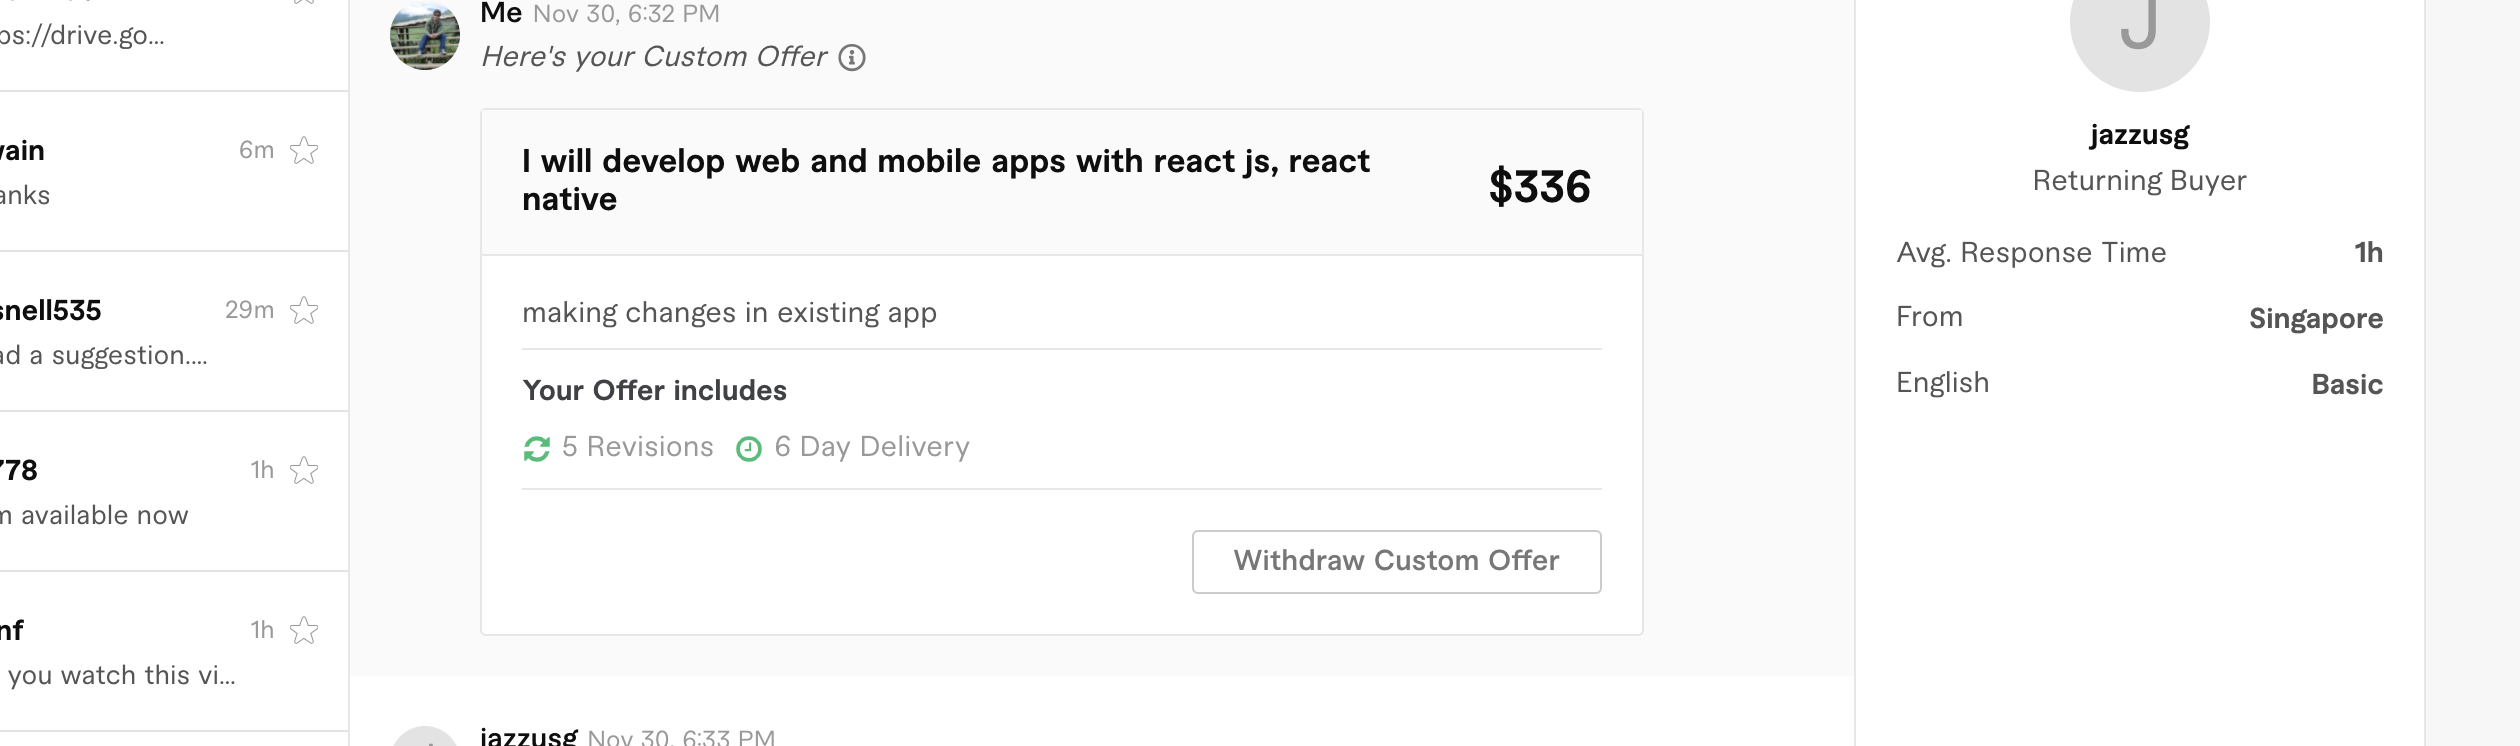 ps://drive.go...
6m
anks
snell535
29m
ad a suggestion....
778
1h
m available now
nf
1h
you watch this vi...
Me Nov 30, 6:32 PM
Here's your Custom Offer
I will develop web and mobile apps with react js, react
native
$336
making changes in existing app
Your Offer includes
5 Revisions 6 Day Delivery
Withdraw Custom Offer
jazzusg Nov 30, 6:33 PM
J
jazzusg
Returning Buyer
Avg. Response Time 1h
From Singapore
English Basic